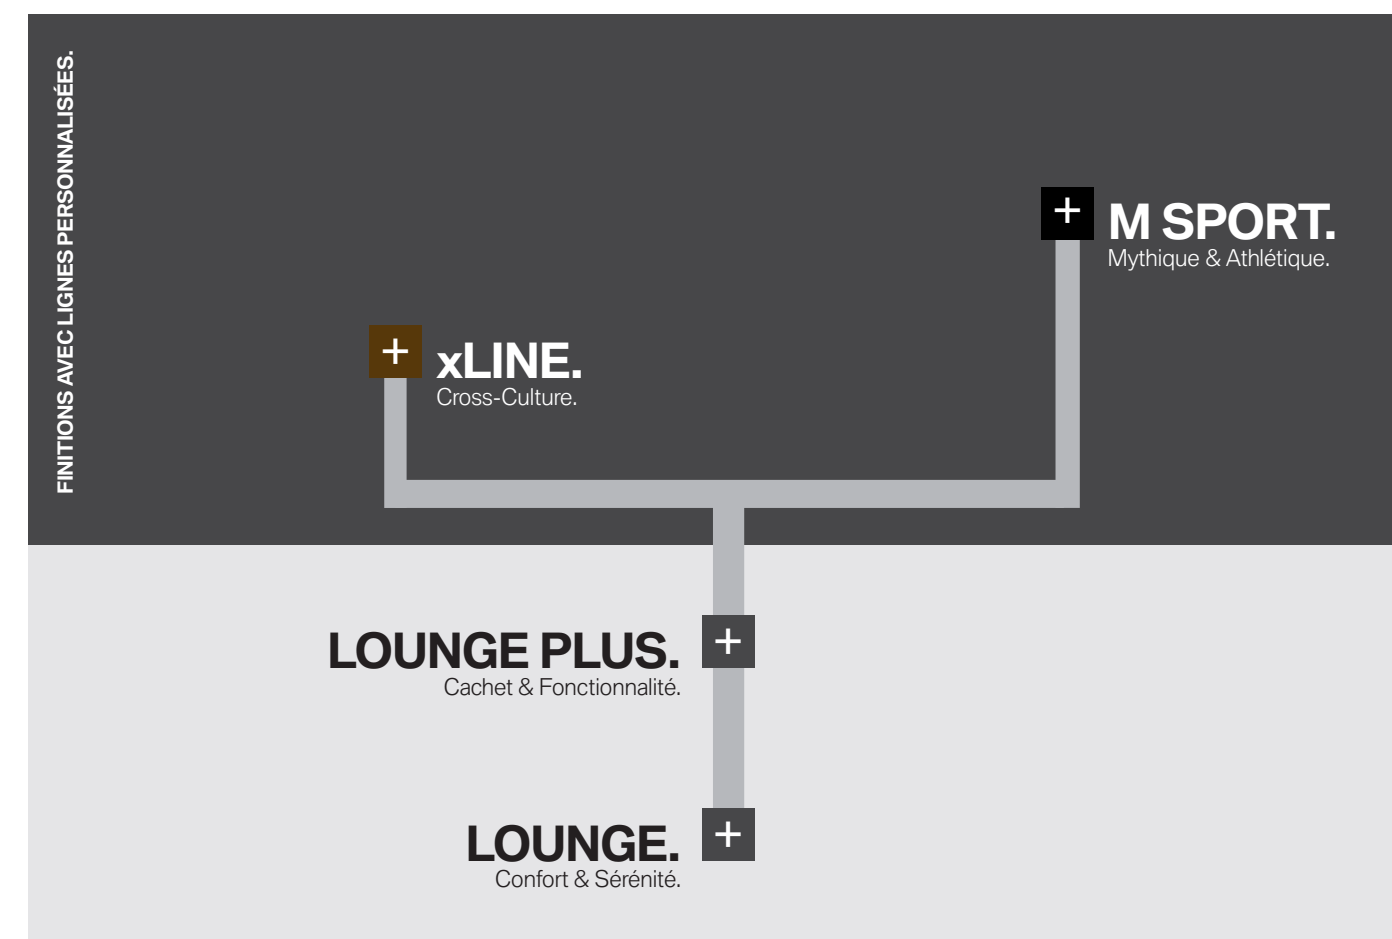 FINITIONS AVEC LIGNES PERSONNALISÉES.
+
M SPORT.
Mythique & Athlétique.
+
xLINE.
Cross-Culture.
LOUNGE PLUS.
+
Cachet & Fonctionnalité.
LOUNGE.
+
Confort & Sérénité.